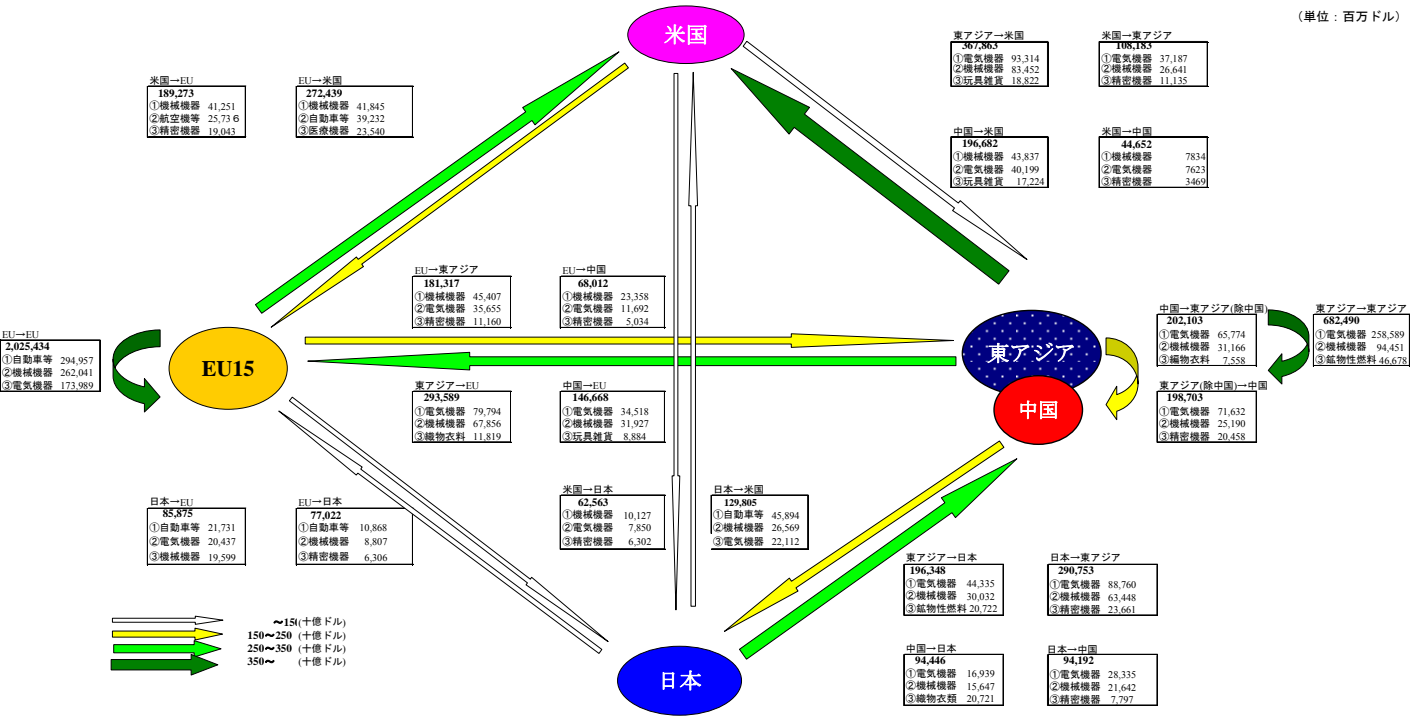 （単位：百万ドル）
米国
東アジア→米国
367,863
①電気機器 93,314
②機械機器 83,452
③玩具雑貨 18,822
米国→東アジア
108,183
①電気機器 37,187
②機械機器 26,641
③精密機器 11,135
米国→EU
189,273
①機械機器 41,251
②航空機等 25,73６
③精密機器 19,043
EU→米国
272,439
①機械機器 41,845
②自動車等 39,232
③医療機器 23,540
中国→米国
196,682
①機械機器 43,837
②電気機器 40,199
③玩具雑貨 17,224
米国→中国
44,652
①機械機器 7834
②電気機器 7623
③精密機器 3469
EU→東アジア
181,317
①機械機器 45,407
②電気機器 35,655
③精密機器 11,160
EU→中国
68,012
①機械機器 23,358
②電気機器 11,692
③精密機器 5,034
中国→東アジア(除中国)
202,103
①電気機器 65,774
②機械機器 31,166
③編物衣料 7,558
東アジア→東アジア
682,490
①電気機器 258,589
②機械機器 94,451
③鉱物性燃料 46,678
EU→EU
2,025,434
①自動車等 294,957
②機械機器 262,041
③電気機器 173,989
EU15
東アジア
中国
東アジア→EU
293,589
①電気機器 79,794
②機械機器 67,856
③織物衣料 11,819
中国→EU
146,668
①電気機器 34,518
②機械機器 31,927
③玩具雑貨 8,884
東アジア(除中国)→中国
198,703
①電気機器 71,632
②機械機器 25,190
③精密機器 20,458
日本→EU
85,875
①自動車等 21,731
②電気機器 20,437
③機械機器 19,599
EU→日本
77,022
①自動車等 10,868
②機械機器 8,807
③精密機器 6,306
米国→日本
62,563
①機械機器 10,127
②電気機器 7,850
③精密機器 6,302
日本→米国
129,805
①自動車等 45,894
②機械機器 26,569
③電気機器 22,112
東アジア→日本
196,348
①電気機器 44,335
②機械機器 30,032
③鉱物性燃料 20,722
日本→東アジア
290,753
①電気機器 88,760
②機械機器 63,448
③精密機器 23,661
～150(十億ドル)
150～250 (十億ドル)
250～350 (十億ドル)
350～ (十億ドル)
日本
中国→日本
94,446
①電気機器 16,939
②機械機器 15,647
③織物衣類 20,721
日本→中国
94,192
①電気機器 28,335
②機械機器 21,642
③精密機器 7,797